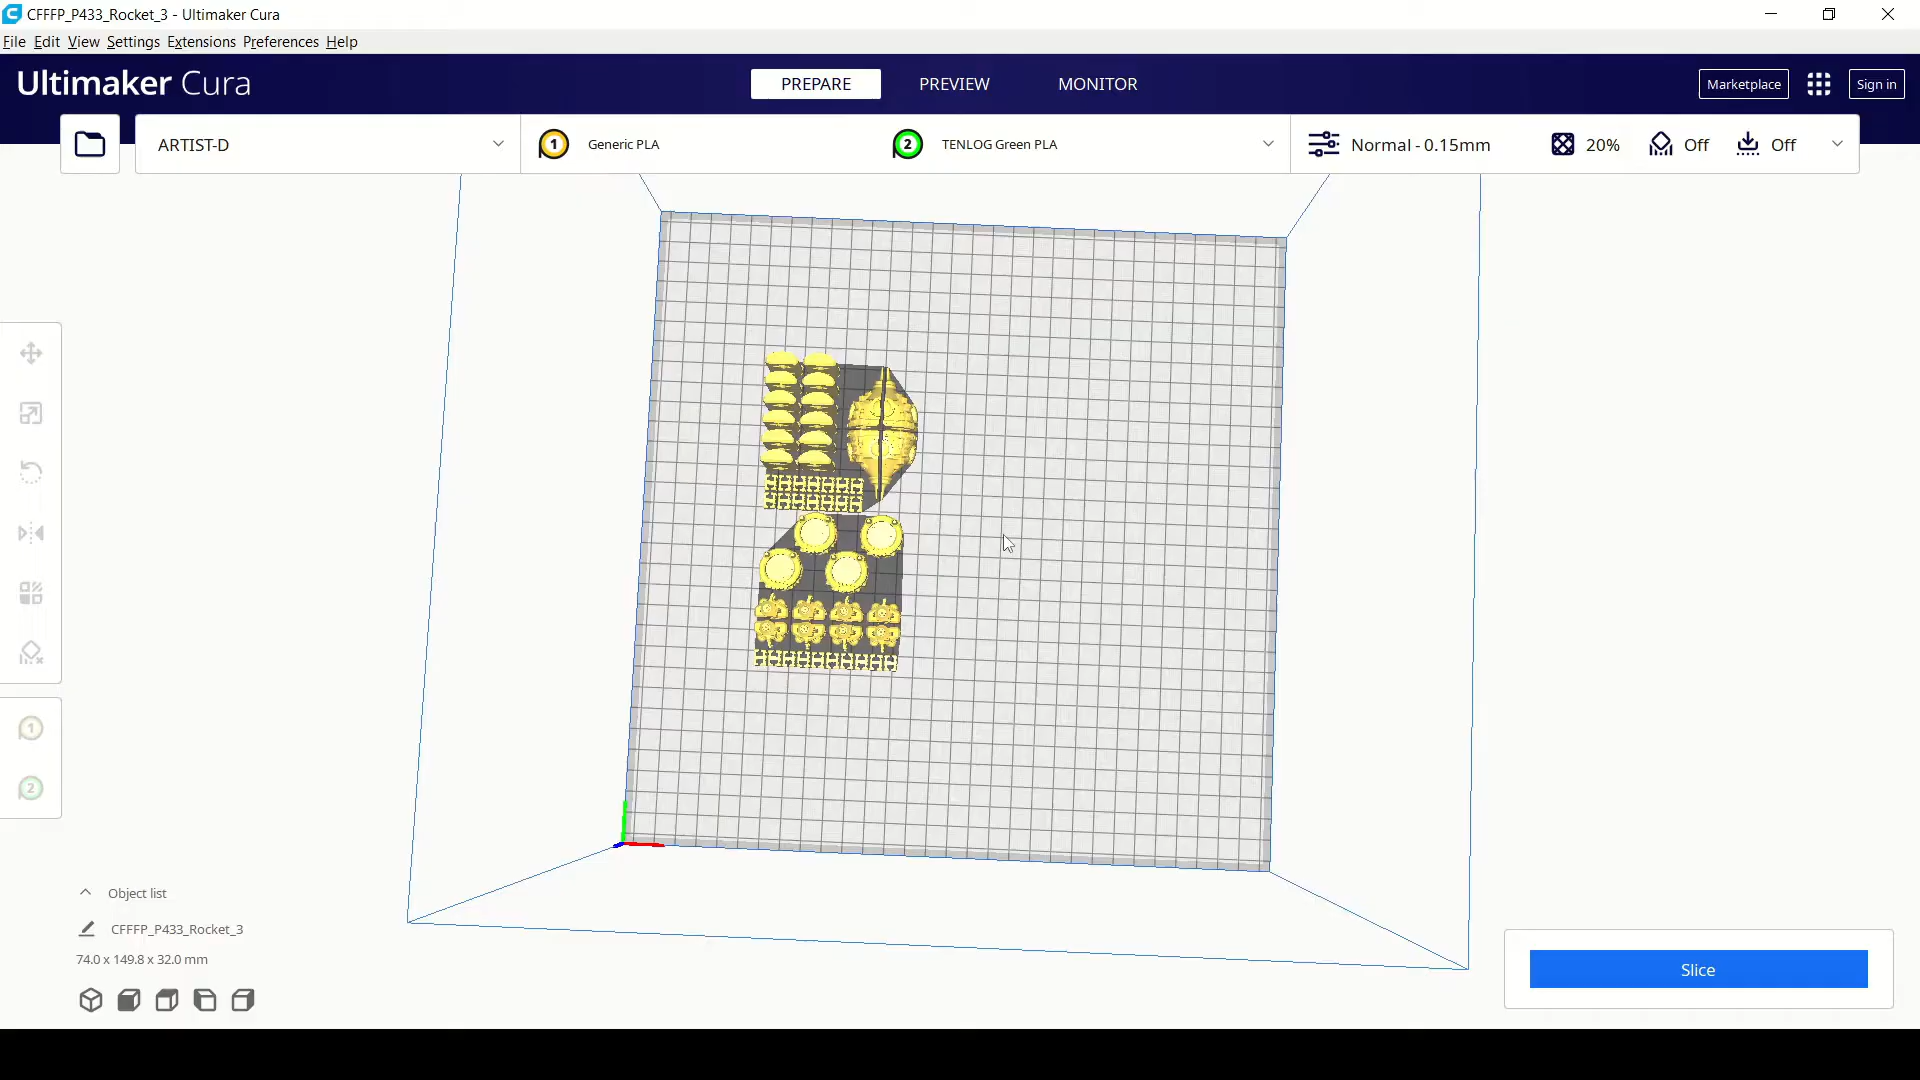 CFFFP_P433_Rocket_3 - Ultimaker Cura
File Edit View Settings Extensions Preferences Help
Ultimaker Cura
PREPARE PREVIEW MONITOR
Marketplace
Sign in
ARTIST-D
1 Generic PLA
2 TENLOG Green PLA
Normal - 0.15mm
20%
Off
Off
1
2
Object list
CFFFP_P433_Rocket_3
74.0 x 149.8 x 32.0 mm
Slice